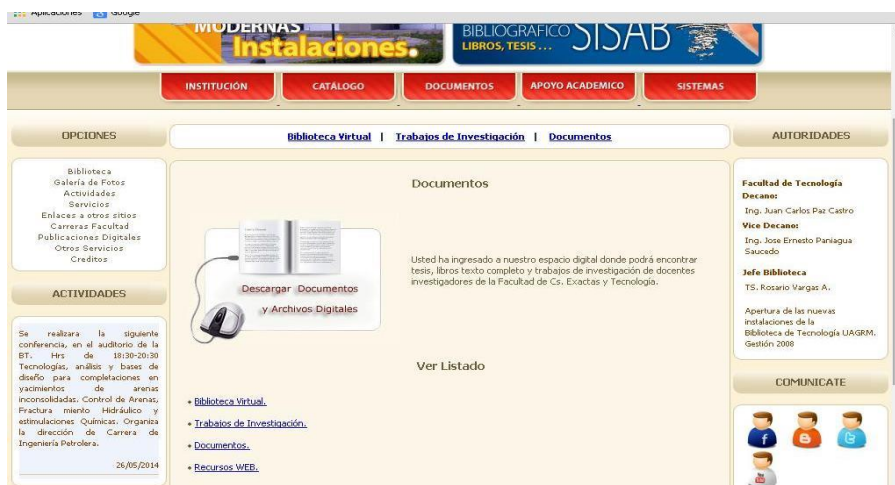 Aplicaciones Google
MODERNAS
Instalaciones.
BIBLIOGRAFICO
LIBROS, TESIS ...
SISAB
INSTITUCIÓN
CATÁLOGO
DOCUMENTOS
APOYO ACADEMICO
SISTEMAS
OPCIONES
Biblioteca
Galería de Fotos
Actividades
Servicios
Enlaces a otros sitios
Carreras Facultad
Publicaciones Digitales
Otros Servicios
Creditos
ACTIVIDADES
Se realizara la siguiente
conferencia, en el auditorio de la
BT. Hrs de 18:30-20:30
Tecnologías, análisis y bases de
diseño para completaciones en
yacimientos de arenas
inconsolidadas. Control de Arenas,
Fractura miento Hidráulico y
estimulaciones Químicas. Organiza
la dirección de Carrera de
Ingeniería Petrolera.
26/05/2014
Biblioteca Virtual | Trabajos de Investigación | Documentos
Documentos
Descargar Documentos
y Archivos Digitales
Usted ha ingresado a nuestro espacio digital donde podrá encontrar
tesis, libros texto completo y trabajos de investigación de docentes
investigadores de la Facultad de Cs. Exactas y Tecnología.
Ver Listado
• Biblioteca Virtual.
• Trabajos de Investigación.
• Documentos.
• Recursos WEB.
AUTORIDADES
Facultad de Tecnología
Decano:
Ing. Juan Carlos Paz Castro
Vice Decano:
Ing. Jose Ernesto Paniagua
Saucedo
Jefe Biblioteca
TS. Rosario Vargas A.
Apertura de las nuevas
instalaciones de la
Biblioteca de Tecnología UAGRM.
Gestión 2008
COMUNICATE